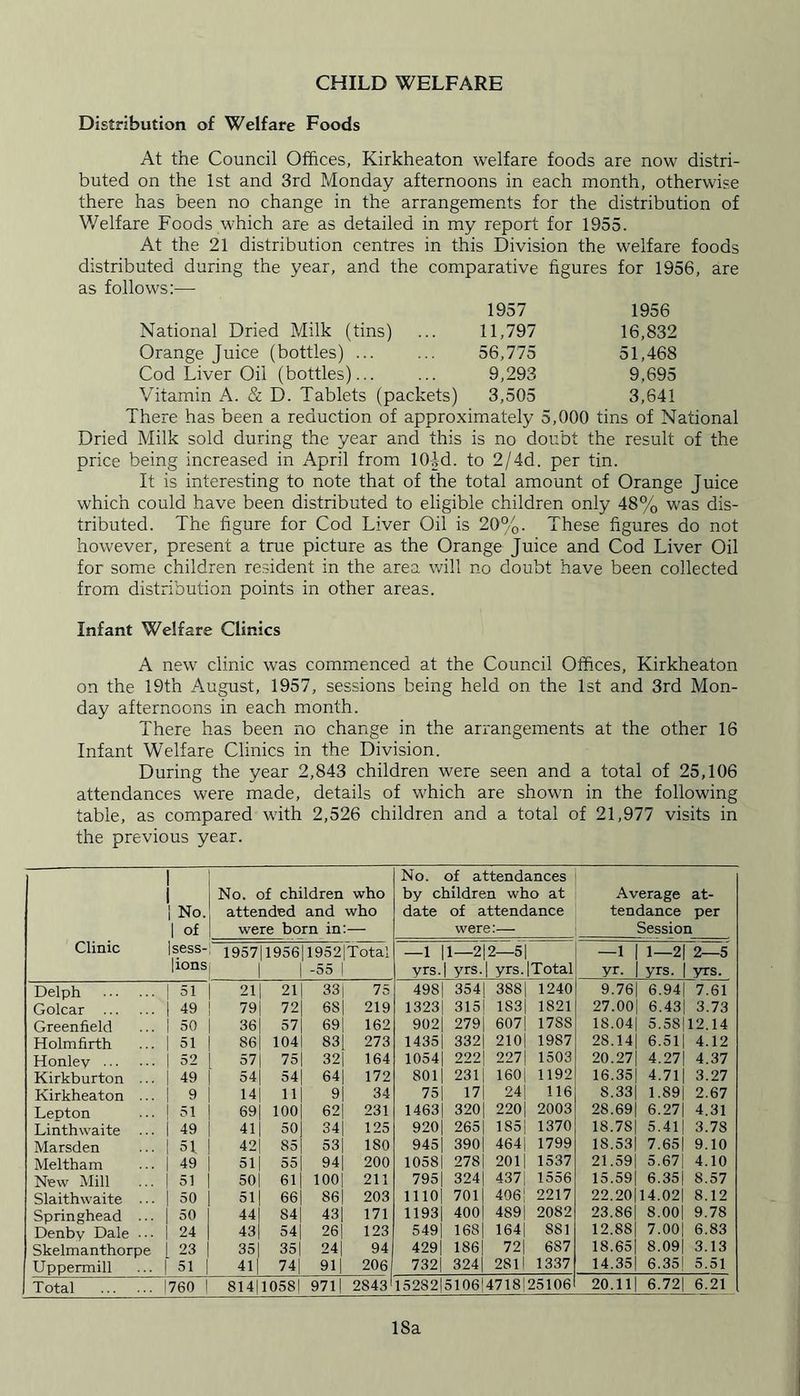 CHILD WELFARE
Distribution of Welfare Foods
At the Council Offices, Kirkheaton welfare foods are now distri-
buted on the 1st and 3rd Monday afternoons in each month, otherwise
there has been no change in the arrangements for the distribution of
Welfare Foods which are as detailed in my report for 1955.
At the 21 distribution centres in this Division the welfare foods
distributed during the year, and the comparative figures for 1956, are
as follows:—
1957 1956
National Dried Milk (tins) ... 11,797 16,832
Orange Juice (bottles) ... ... 56,775 51,468
Cod Liver Oil (bottles)... ... 9,293 9,695
Vitamin A. & D. Tablets (packets) 3,505 3,641
There has been a reduction of approximately 5,000 tins of National
Dried Milk sold during the year and this is no doubt the result of the
price being increased in April from 10½d. to 2/4d. per tin.
It is interesting to note that of the total amount of Orange Juice
which could have been distributed to eligible children only 48% was dis-
tributed. The figure for Cod Liver Oil is 20%. These figures do not
however, present a true picture as the Orange Juice and Cod Liver Oil
for some children resident in the area will no doubt have been collected
from distribution points in other areas.
Infant Welfare Clinics
A new clinic was commenced at the Council Offices, Kirkheaton
on the 19th August, 1957, sessions being held on the 1st and 3rd Mon-
day afternoons in each month.
There has been no change in the arrangements at the other 16
Infant Welfare Clinics in the Division.
During the year 2,843 children were seen and a total of 25,106
attendances were made, details of which are shown in the following
table, as compared with 2,526 children and a total of 21,977 visits in
the previous year.
Clinic | No. of sess-ions | No. of children who attended and who were born in:— | No. of attendances by children who at date of attendance were:— | Average at-tendance per Session
1957 | 1956 | 1952-55 | Total | —1 yrs. | 1—2 yrs. | 2—5 yrs. | Total | —1 yr. | 1—2 yrs. | 2—5 yrs.
Delph ... ... | 51 | 21 | 21 | 33 | 75 | 498 | 354 | 388 | 1240 | 9.76 | 6.94 | 7.61
Golcar ... ... | 49 | 79 | 72 | 68 | 219 | 1323 | 315 | 183 | 1821 | 27.00 | 6.43 | 3.73
Greenfield ... | 50 | 36 | 57 | 69 | 162 | 902 | 279 | 607 | 1788 | 18.04 | 5.58 | 12.14
Holmfirth ... | 51 | 86 | 104 | 83 | 273 | 1435 | 332 | 210 | 1987 | 28.14 | 6.51 | 4.12
Honley ... ... | 52 | 57 | 75 | 32 | 164 | 1054 | 222 | 227 | 1503 | 20.27 | 4.27 | 4.37
Kirkburton ... | 49 | 54 | 54 | 64 | 172 | 801 | 231 | 160 | 1192 | 16.35 | 4.71 | 3.27
Kirkheaton ... | 9 | 14 | 11 | 9 | 34 | 75 | 17 | 24 | 116 | 8.33 | 1.89 | 2.67
Lepton ... | 51 | 69 | 100 | 62 | 231 | 1463 | 320 | 220 | 2003 | 28.69 | 6.27 | 4.31
Linthwaite ... | 49 | 41 | 50 | 34 | 125 | 920 | 265 | 185 | 1370 | 18.78 | 5.41 | 3.78
Marsden ... | 51 | 42 | 85 | 53 | 180 | 945 | 390 | 464 | 1799 | 18.53 | 7.65 | 9.10
Meltham ... | 49 | 51 | 55 | 94 | 200 | 1058 | 278 | 201 | 1537 | 21.59 | 5.67 | 4.10
New Mill ... | 51 | 50 | 61 | 100 | 211 | 795 | 324 | 437 | 1556 | 15.59 | 6.35 | 8.57
Slaithwaite ... | 50 | 51 | 66 | 86 | 203 | 1110 | 701 | 406 | 2217 | 22.20 | 14.02 | 8.12
Springhead ... | 50 | 44 | 84 | 43 | 171 | 1193 | 400 | 489 | 2082 | 23.86 | 8.00 | 9.78
Denby Dale ... | 24 | 43 | 54 | 26 | 123 | 549 | 168 | 164 | 881 | 12.88 | 7.00 | 6.83
Skelmanthorpe | 23 | 35 | 35 | 24 | 94 | 429 | 186 | 72 | 687 | 18.65 | 8.09 | 3.13
Uppermill ... | 51 | 41 | 74 | 91 | 206 | 732 | 324 | 281 | 1337 | 14.35 | 6.35 | 5.51
Total ... ... | 760 | 814 | 1058 | 971 | 2843 | 15282 | 5106 | 4718 | 25106 | 20.11 | 6.72 | 6.21
18a